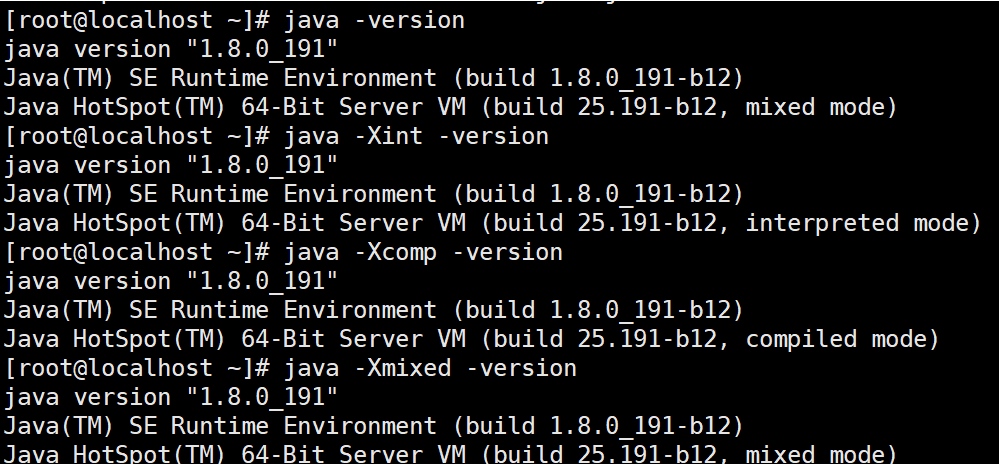 [root@localhost ~]# java -version
java version "1.8.0_191"
Java(TM) SE Runtime Environment (build 1.8.0_191-b12)
Java HotSpot(TM) 64-Bit Server VM (build 25.191-b12, mixed mode)
[root@localhost ~]# java -Xint -version
java version "1.8.0_191"
Java(TM) SE Runtime Environment (build 1.8.0_191-b12)
Java HotSpot(TM) 64-Bit Server VM (build 25.191-b12, interpreted mode)
[root@localhost ~]# java -Xcomp -version
java version "1.8.0_191"
Java(TM) SE Runtime Environment (build 1.8.0_191-b12)
Java HotSpot(TM) 64-Bit Server VM (build 25.191-b12, compiled mode)
[root@localhost ~]# java -Xmixed -version
java version "1.8.0_191"
Java(TM) SE Runtime Environment (build 1.8.0_191-b12)
Java HotSpot(TM) 64-Bit Server VM (build 25.191-b12, mixed mode)